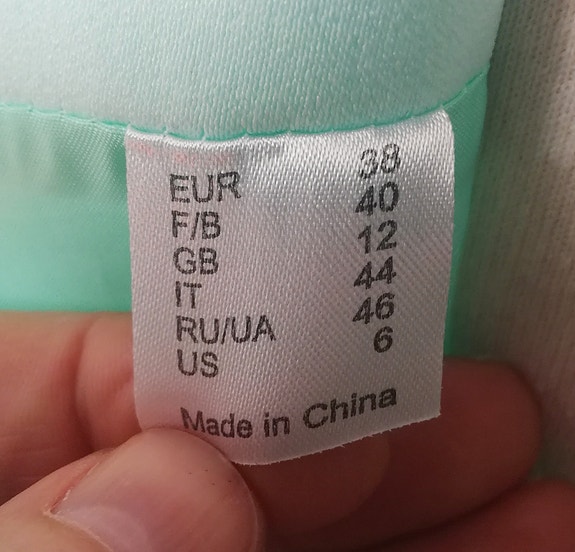 EUR 38
F/B 40
GB 12
IT 44
RU/UA 46
US 6
Made in China